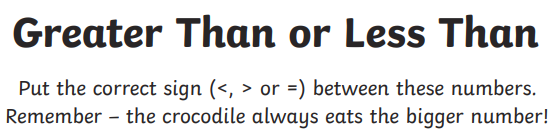 Greater Than or Less Than
Put the correct sign (<, > or =) between these numbers.
Remember – the crocodile always eats the bigger number!